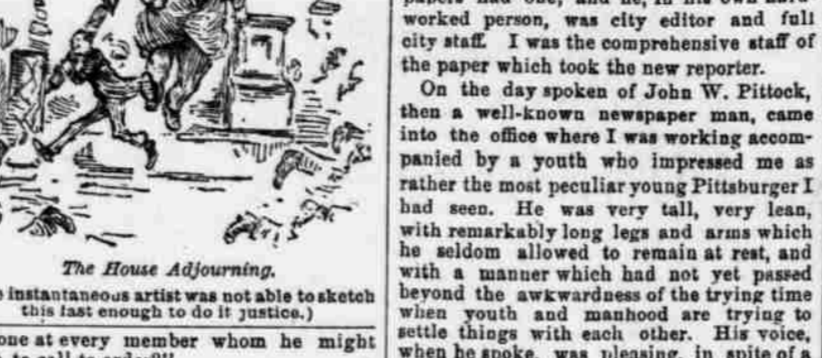 The House Adjourning.
instantaneous artist was not able to sketch
this fast enough to do it justice.)
one at every member whom he might
to call to order?"
papers had one, and he, in his own hard-
worked person, was city editor and full
city staff. I was the comprehensive staff of
the paper which took the new reporter.
On the day spoken of John W. Pittock,
then a well-known newspaper man, came
into the office where I was working accom-
panied by a youth who impressed me as
rather the most peculiar young Pittsburger I
had seen. He was very tall, very lean,
with remarkably long legs and arms which
he seldom allowed to remain at rest, and
with a manner which had not yet passed
beyond the awkwardness of the trying time
when youth and manhood are trying to
settle things with each other. His voice,
when he spoke, was pleasing, in spite of a